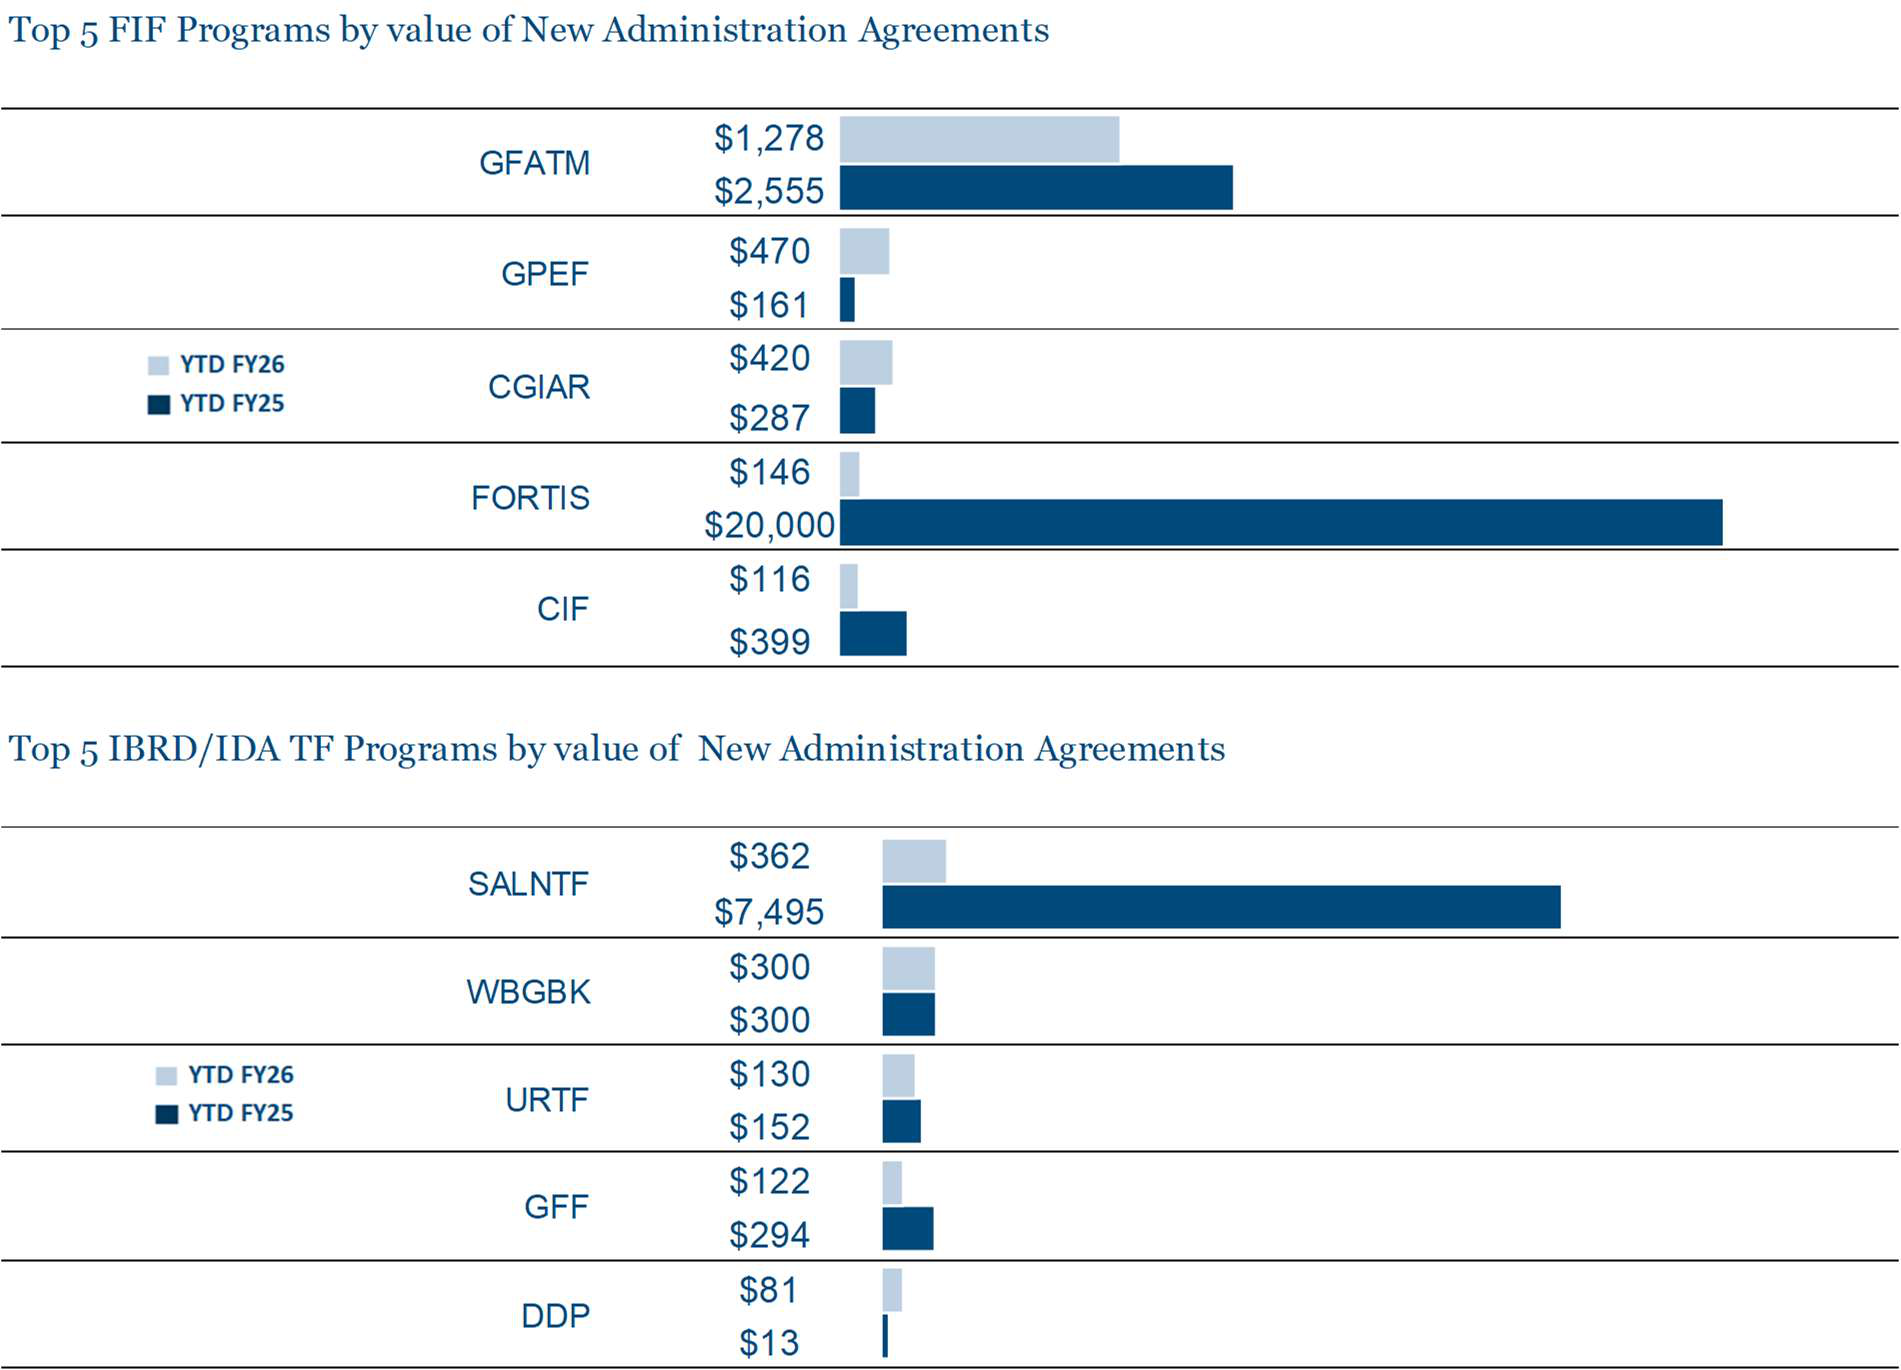 Top 5 FIF Programs by value of New Administration Agreements
GFATM
$1,278
$2,555
GPEF
$470
$161
YTD FY26
YTD FY25
CGIAR
$420
$287
FORTIS
$146
$20,000
CIF
$116
$399
Top 5 IBRD/IDA TF Programs by value of New Administration Agreements
SALNTF
$362
$7,495
WBGBK
$300
$300
YTD FY26
YTD FY25
URTF
$130
$152
GFF
$122
$294
DDP
$81
$13